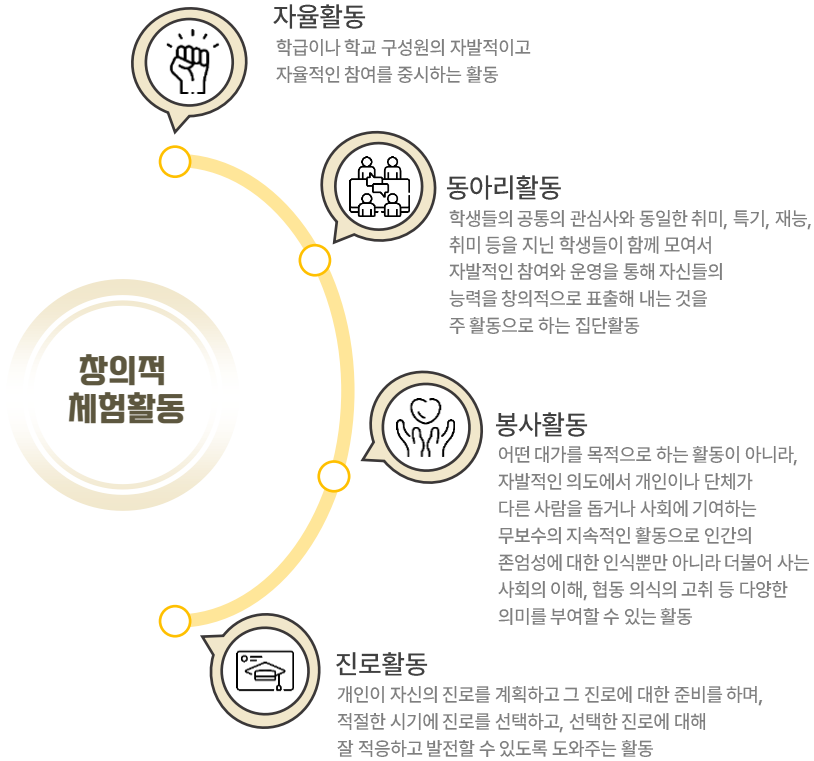 자율활동
학급이나 학교 구성원의 자발적이고
자율적인 참여를 중시하는 활동
동아리활동
학생들의 공통의 관심사와 동일한 취미, 특기, 재능,
취미 등을 지닌 학생들이 함께 모여서
자발적인 참여와 운영을 통해 자신들의
능력을 창의적으로 표출해 내는 것을
주 활동으로 하는 집단활동
창의적
체험활동
봉사활동
어떤 대가를 목적으로 하는 활동이 아니라,
자발적인 의도에서 개인이나 단체가
다른 사람을 돕거나 사회에 기여하는
무보수의 지속적인 활동으로 인간의
존엄성에 대한 인식뿐만 아니라 더불어 사는
사회의 이해, 협동 의식의 고취 등 다양한
의미를 부여할 수 있는 활동
진로활동
개인이 자신의 진로를 계획하고 그 진로에 대한 준비를 하며,
적절한 시기에 진로를 선택하고, 선택한 진로에 대해
잘 적응하고 발전할 수 있도록 도와주는 활동